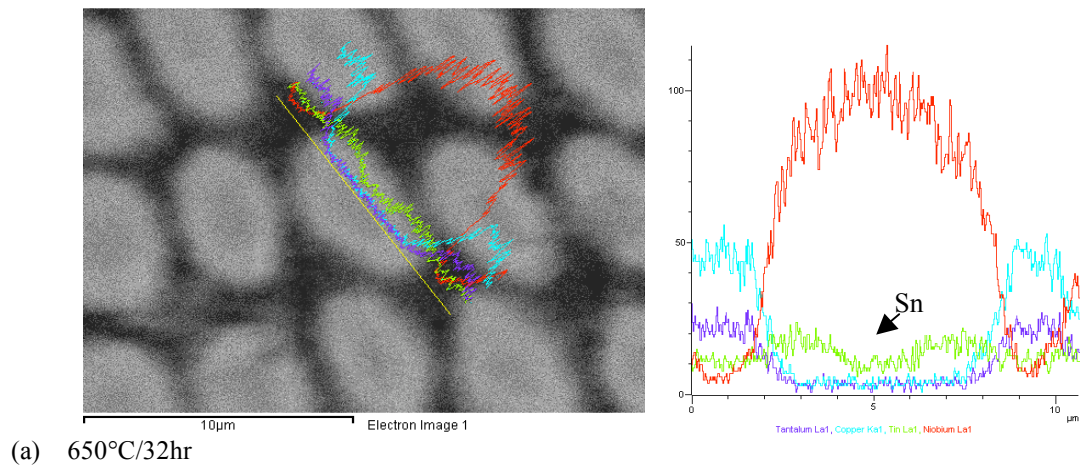 100
50
0
Sn
0
5
10
µm
10µm
Electron Image 1
Tantalum La1, Copper Ka1, Tin La1, Niobium La1
(a) 650°C/32hr